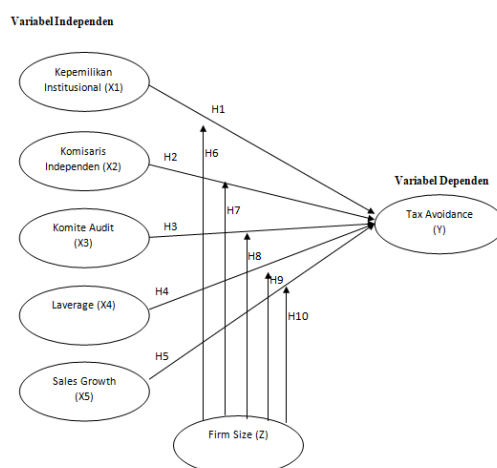 Variabel Independen
Kepemilikan
Institusional (X1)
H1
H6
Komisaris
Independen (X2)
H2
Variabel Dependen
H7
Tax Avoidance
(Y)
Komite Audit
(X3)
H3
H8
H9
Laverage (X4)
H4
H10
H5
Sales Growth
(X5)
Firm Size (Z)